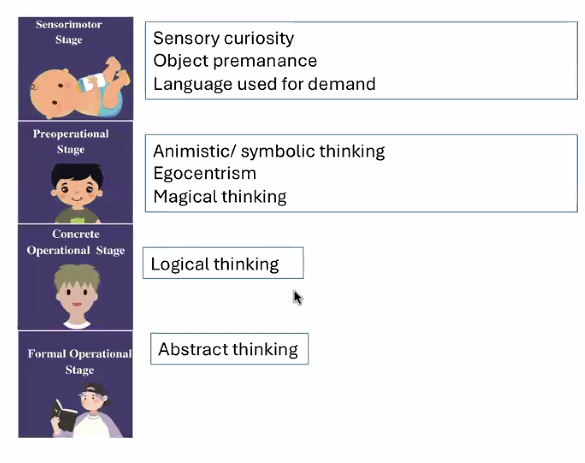 Sensorimotor
Stage
Sensory curiosity
Object premanance
Language used for demand
Preoperational
Stage
Animistic/ symbolic thinking
Egocentrism
Magical thinking
Concrete
Operational Stage
Logical thinking
Formal Operational
Stage
Abstract thinking